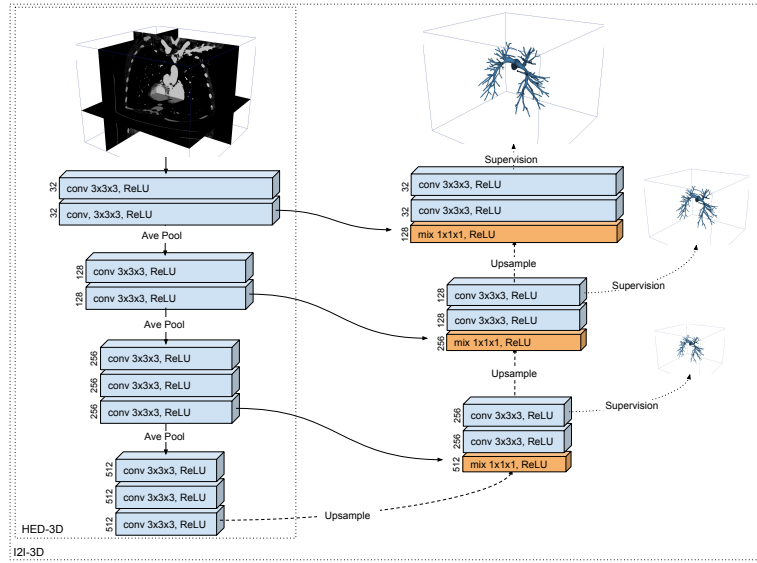 32 conv 3x3x3, ReLU
32 conv, 3x3x3, ReLU
Ave Pool
128 conv 3x3x3, ReLU
128 conv 3x3x3, ReLU
Ave Pool
256 conv 3x3x3, ReLU
256 conv 3x3x3, ReLU
256 conv 3x3x3, ReLU
Ave Pool
512 conv 3x3x3, ReLU
512 conv 3x3x3, ReLU
512 conv 3x3x3, ReLU
HED-3D
I2I-3D
Upsample
Supervision
32 conv 3x3x3, ReLU
32 conv 3x3x3, ReLU
128 mix 1x1x1, ReLU
Upsample
Supervision
128 conv 3x3x3, ReLU
128 conv 3x3x3, ReLU
256 mix 1x1x1, ReLU
Upsample
Supervision
256 conv 3x3x3, ReLU
256 conv 3x3x3, ReLU
512 mix 1x1x1, ReLU